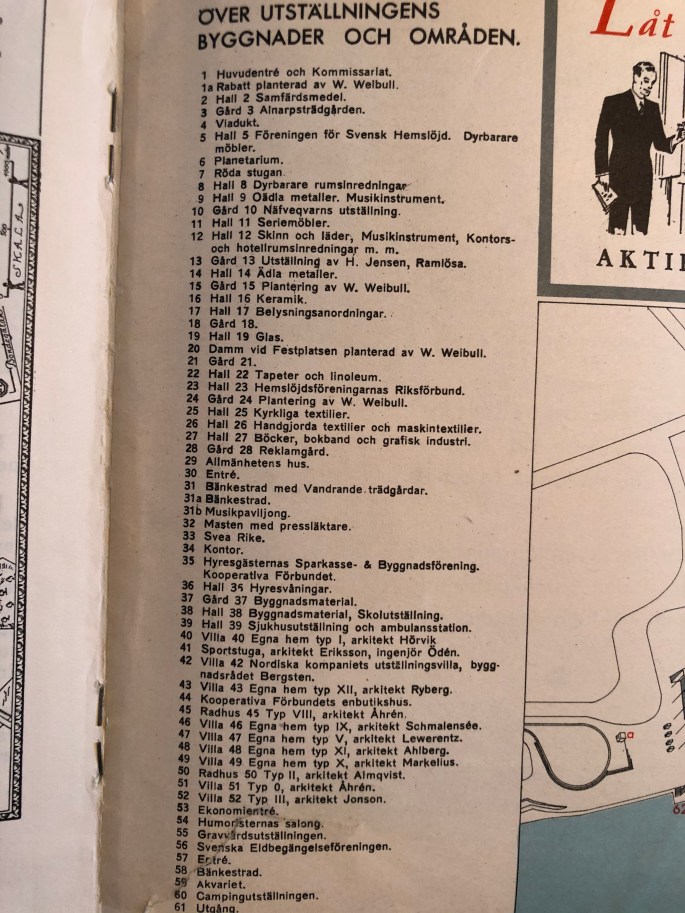 ÖVER UTSTÄLLNINGENS
BYGGNADER OCH OMRÅDEN.
1 Huvudentré och Kommissariat.
1a Rabatt planterad av W. Weibull.
2 Hall 2 Samfärdsmedel.
3 Gård 3 Alnarpsträdgården.
4 Viadukt.
5 Hall 5 Föreningen för Svensk Hemslöjd. Dyrbarare
möbler.
6 Planetarium.
7 Röda stugan.
8 Hall 8 Dyrbarare rumsinredningar
9 Hall 9 Oädla metaller. Musikinstrument.
10 Gård 10 Näfveqvarns utställning.
11 Hall 11 Seriemöbler.
12 Hall 12 Skinn och läder, Musikinstrument, Kontors-
och hotellrumsinredningar m. m.
13 Gård 13 Utställning av H. Jensen, Ramlösa.
14 Hall 14 Ädla metaller.
15 Gård 15 Plantering av W. Weibull.
16 Hall 16 Keramik.
17 Hall 17 Belysningsanordningar.
18 Gård 18.
19 Hall 19 Glas.
20 Damm vid Festplatsen planterad av W. Weibull.
21 Gård 21.
22 Hall 22 Tapeter och linoleum.
23 Hall 23 Hemslöjdsföreningarnas Riksförbund.
24 Gård 24 Plantering av W. Weibull.
25 Hall 25 Kyrkliga textilier.
26 Hall 26 Handgjorda textilier och maskintextilier.
27 Hall 27 Böcker, bokband och grafisk industri.
28 Gård 28 Reklamgård.
29 Allmänhetens hus.
30 Entré.
31 Bänkestrad med Vandrande trädgårdar.
31a Bänkestrad.
31b Musikpaviljong.
32 Masten med pressläktare.
33 Svea Rike.
34 Kontor.
35 Hyresgästernas Sparkasse- & Byggnadsförening.
Kooperativa Förbundet.
36 Hall 35 Hyresvåningar.
37 Gård 37 Byggnadsmaterial.
38 Hall 38 Byggnadsmaterial, Skolutställning.
39 Hall 39 Sjukhusutställning och ambulansstation.
40 Villa 40 Egna hem typ I, arkitekt Hörvik
41 Sportstuga, arkitekt Eriksson, ingenjör Ödén.
42 Villa 42 Nordiska kompaniets utställningsvilla, bygg-
nadsrådet Bergsten.
43 Villa 43 Egna hem typ XII, arkitekt Ryberg.
44 Kooperativa Förbundets enbutikshus.
45 Radhus 45 Typ VIII, arkitekt Åhrén.
46 Villa 46 Egna hem typ IX, arkitekt Schmalensée.
47 Villa 47 Egna hem typ V, arkitekt Lewerentz.
48 Villa 48 Egna hem typ XI, arkitekt Ahlberg.
49 Villa 49 Egna hem typ X, arkitekt Markelius.
50 Radhus 50 Typ II, arkitekt Almqvist.
51 Villa 51 Typ 0, arkitekt Åhrén.
52 Villa 52 Typ III, arkitekt Jonson.
53 Ekonomientré.
54 Humoristernas salong.
55 Gravvårdsutställningen.
56 Svenska Eldbegängelseföreningen.
57 Entré.
58 Bänkestrad.
59 Akvariet.
60 Campingutställningen.
61 Utgång.
Låt
AKTI
a
SKALA